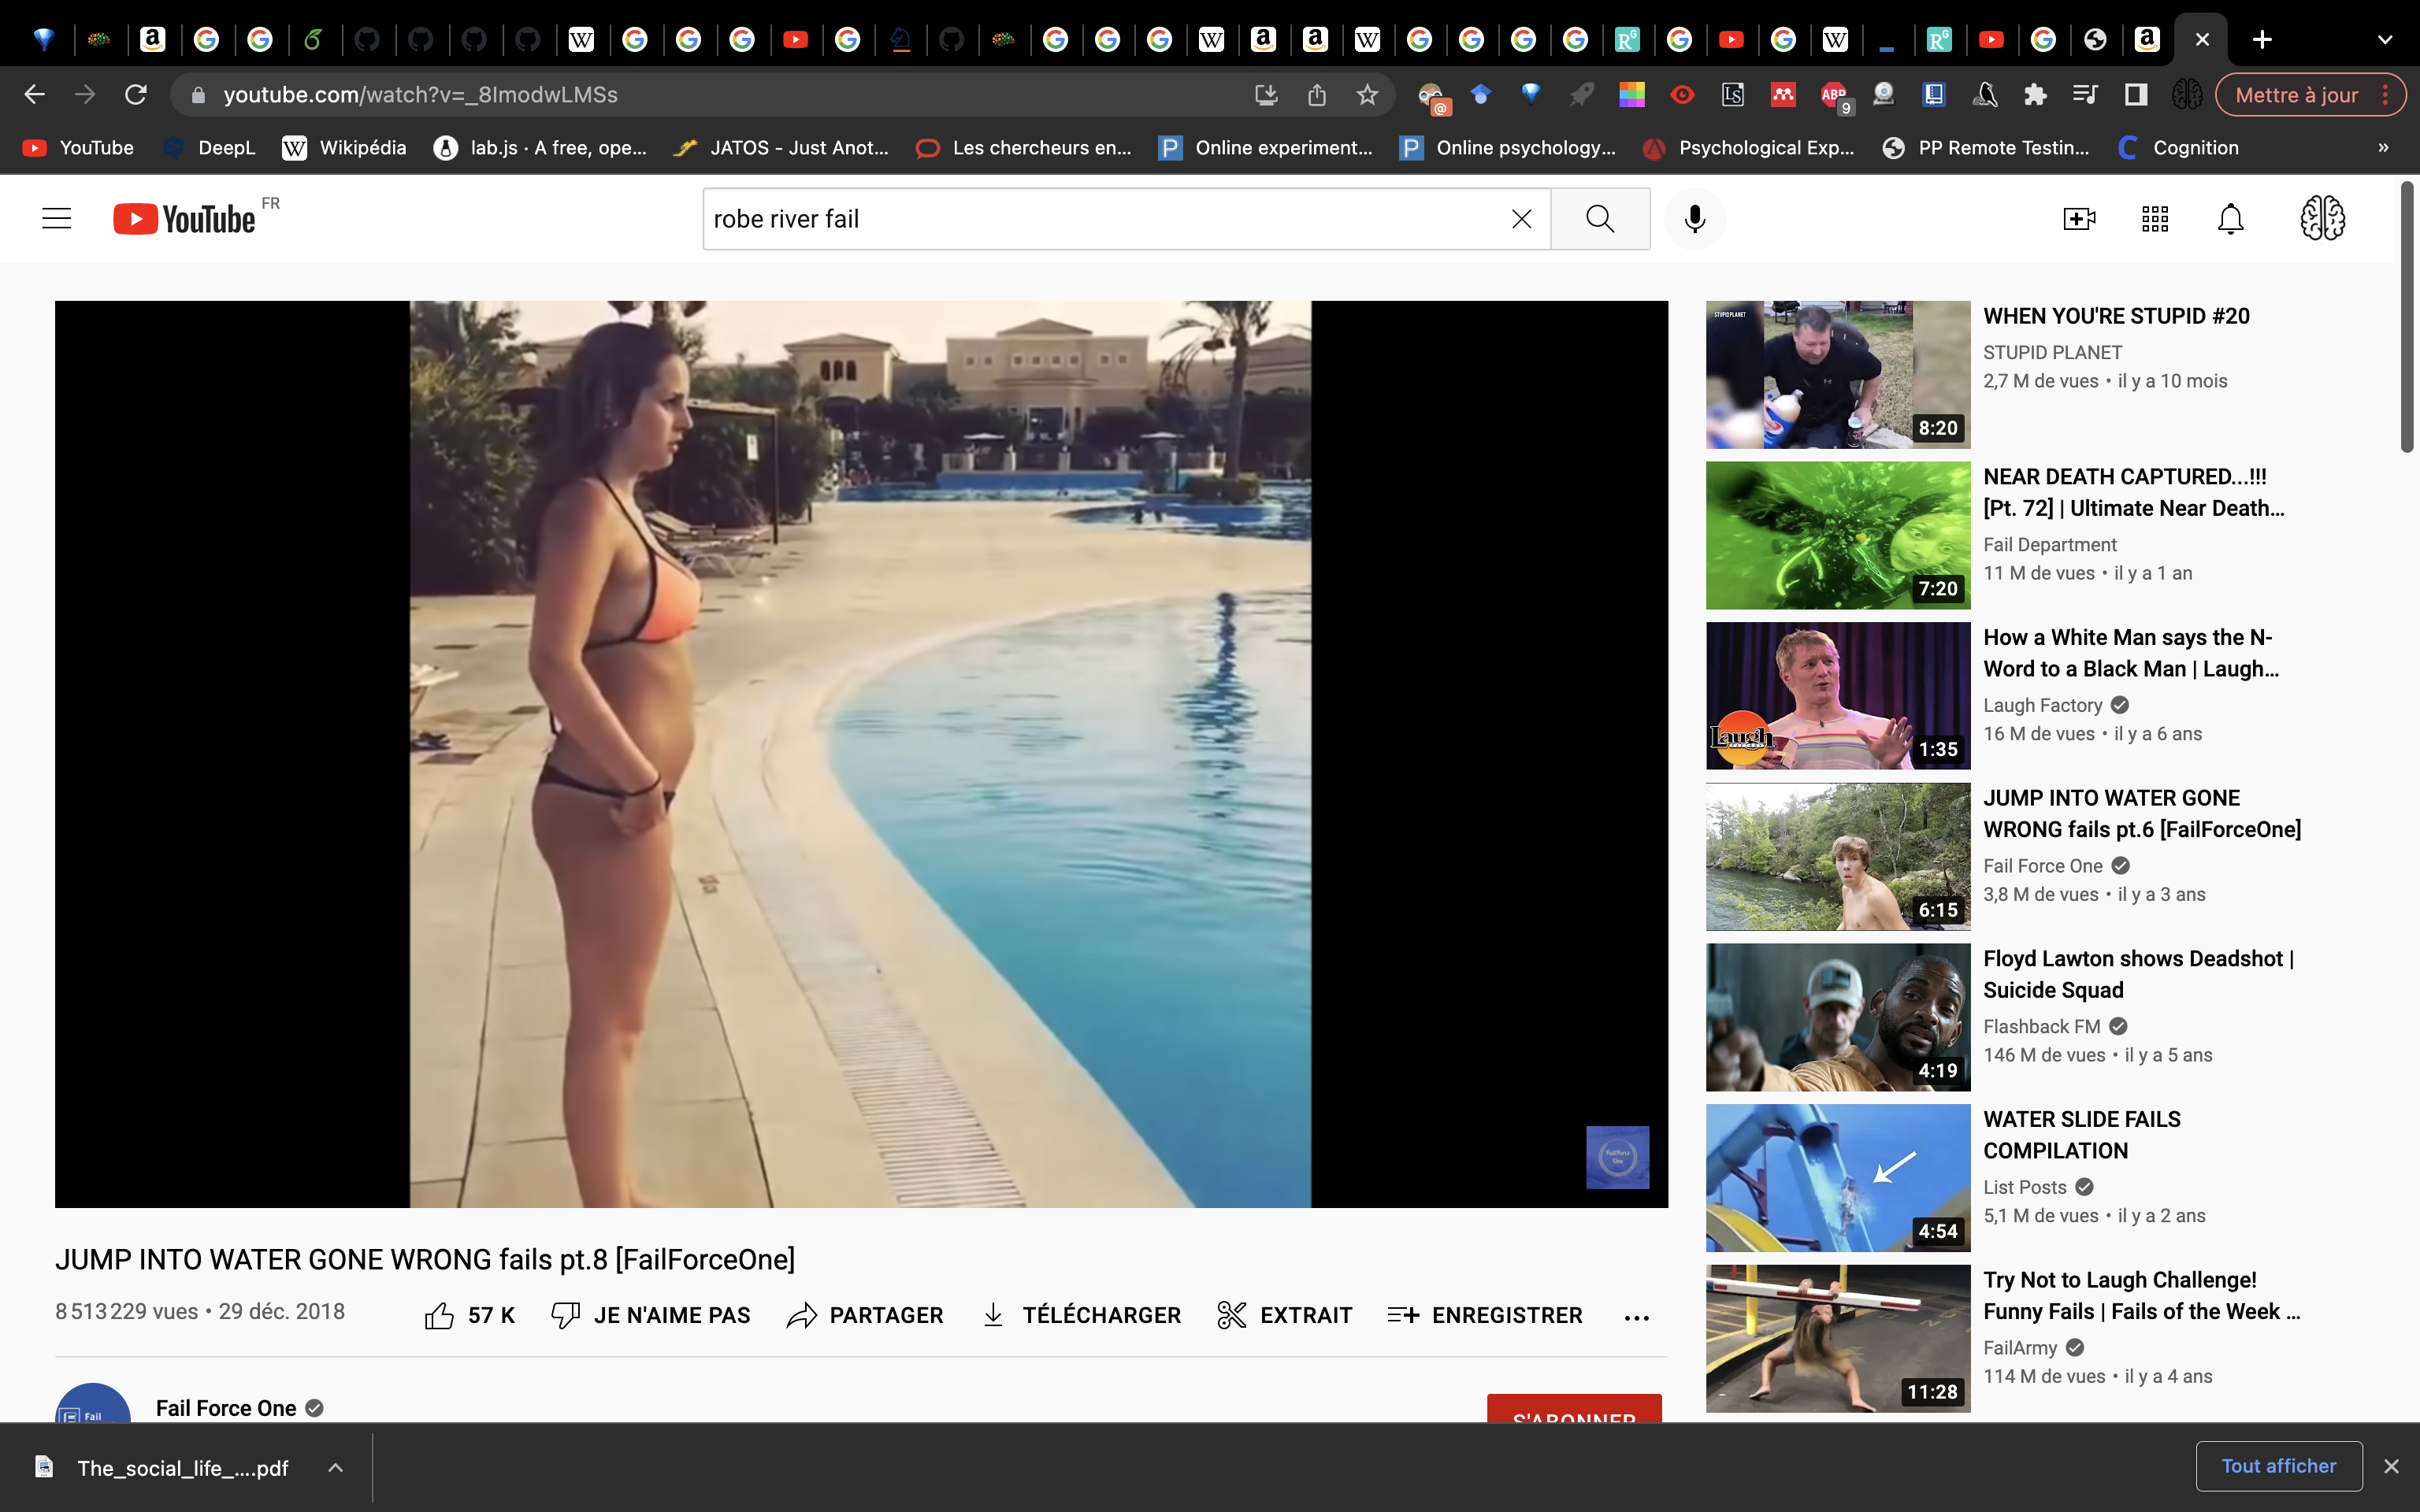 youtube.com/watch?v=_8ImodwLMSs
ABP
9
Mettre à jour
YouTube
DeepL
Wikipédia
lab.js · A free, ope...
JATOS - Just Anot...
Les chercheurs en...
Online experiment...
Online psychology...
Psychological Exp...
PP Remote Testin...
Cognition
»
YouTube FR
robe river fail
WHEN YOU'RE STUPID #20
STUPID PLANET
2,7 M de vues • il y a 10 mois
STUPID PLANET
8:20
NEAR DEATH CAPTURED...!!!
[Pt. 72] | Ultimate Near Death...
Fail Department
11 M de vues • il y a 1 an
7:20
How a White Man says the N-
Word to a Black Man | Laugh...
Laugh Factory
16 M de vues • il y a 6 ans
Laugh
1:35
JUMP INTO WATER GONE
WRONG fails pt.6 [FailForceOne]
Fail Force One
3,8 M de vues • il y a 3 ans
6:15
Floyd Lawton shows Deadshot |
Suicide Squad
Flashback FM
146 M de vues • il y a 5 ans
4:19
WATER SLIDE FAILS
COMPILATION
List Posts
5,1 M de vues • il y a 2 ans
4:54
Try Not to Laugh Challenge!
Funny Fails | Fails of the Week ...
FailArmy
114 M de vues • il y a 4 ans
11:28
FailForce
One
JUMP INTO WATER GONE WRONG fails pt.8 [FailForceOne]
8 513 229 vues • 29 déc. 2018
57 K
JE N'AIME PAS
PARTAGER
TÉLÉCHARGER
EXTRAIT
ENREGISTRER
...
Fail
Fail Force One
S'ABONNER
The_social_life_....pdf
Tout afficher